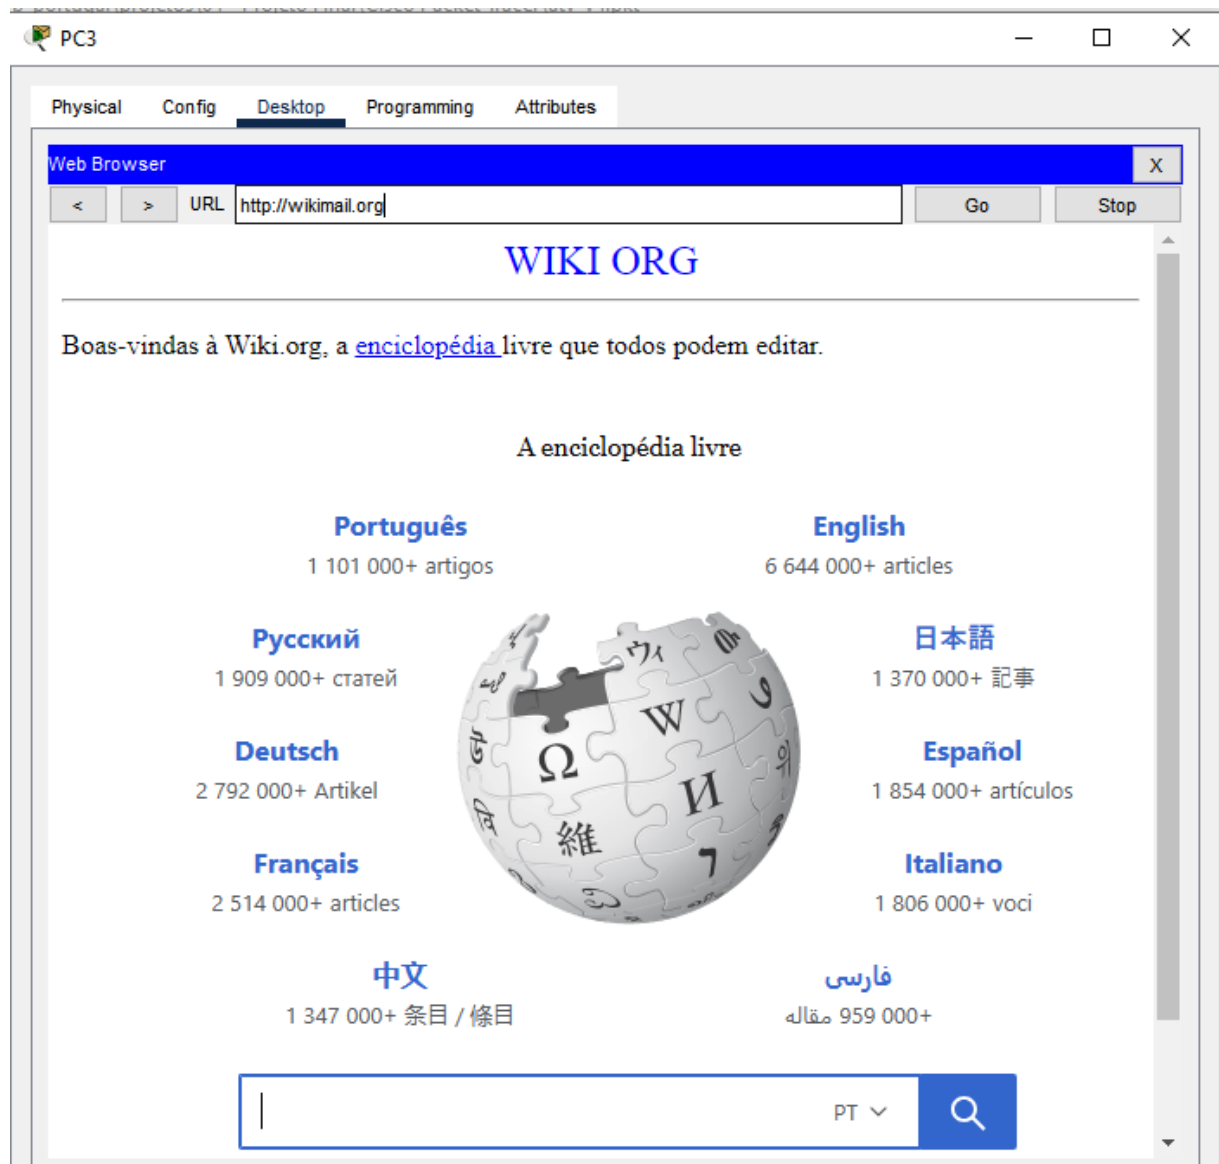 PC3
Physical Config Desktop Programming Attributes
Web Browser X
< > URL http://wikimail.org Go Stop
WIKI ORG
Boas-vindas à Wiki.org, a enciclopédia livre que todos podem editar.
A enciclopédia livre
Português English
1 101 000+ artigos 6 644 000+ articles
Русский 日本語
1 909 000+ статей 1 370 000+ 記事
Deutsch Español
2 792 000+ Artikel 1 854 000+ artículos
Français Italiano
2 514 000+ articles 1 806 000+ voci
中文 فارسی
1 347 000+ 条目 / 條目 959 000+ مقاله
Ω W И 維 ウィ
PT